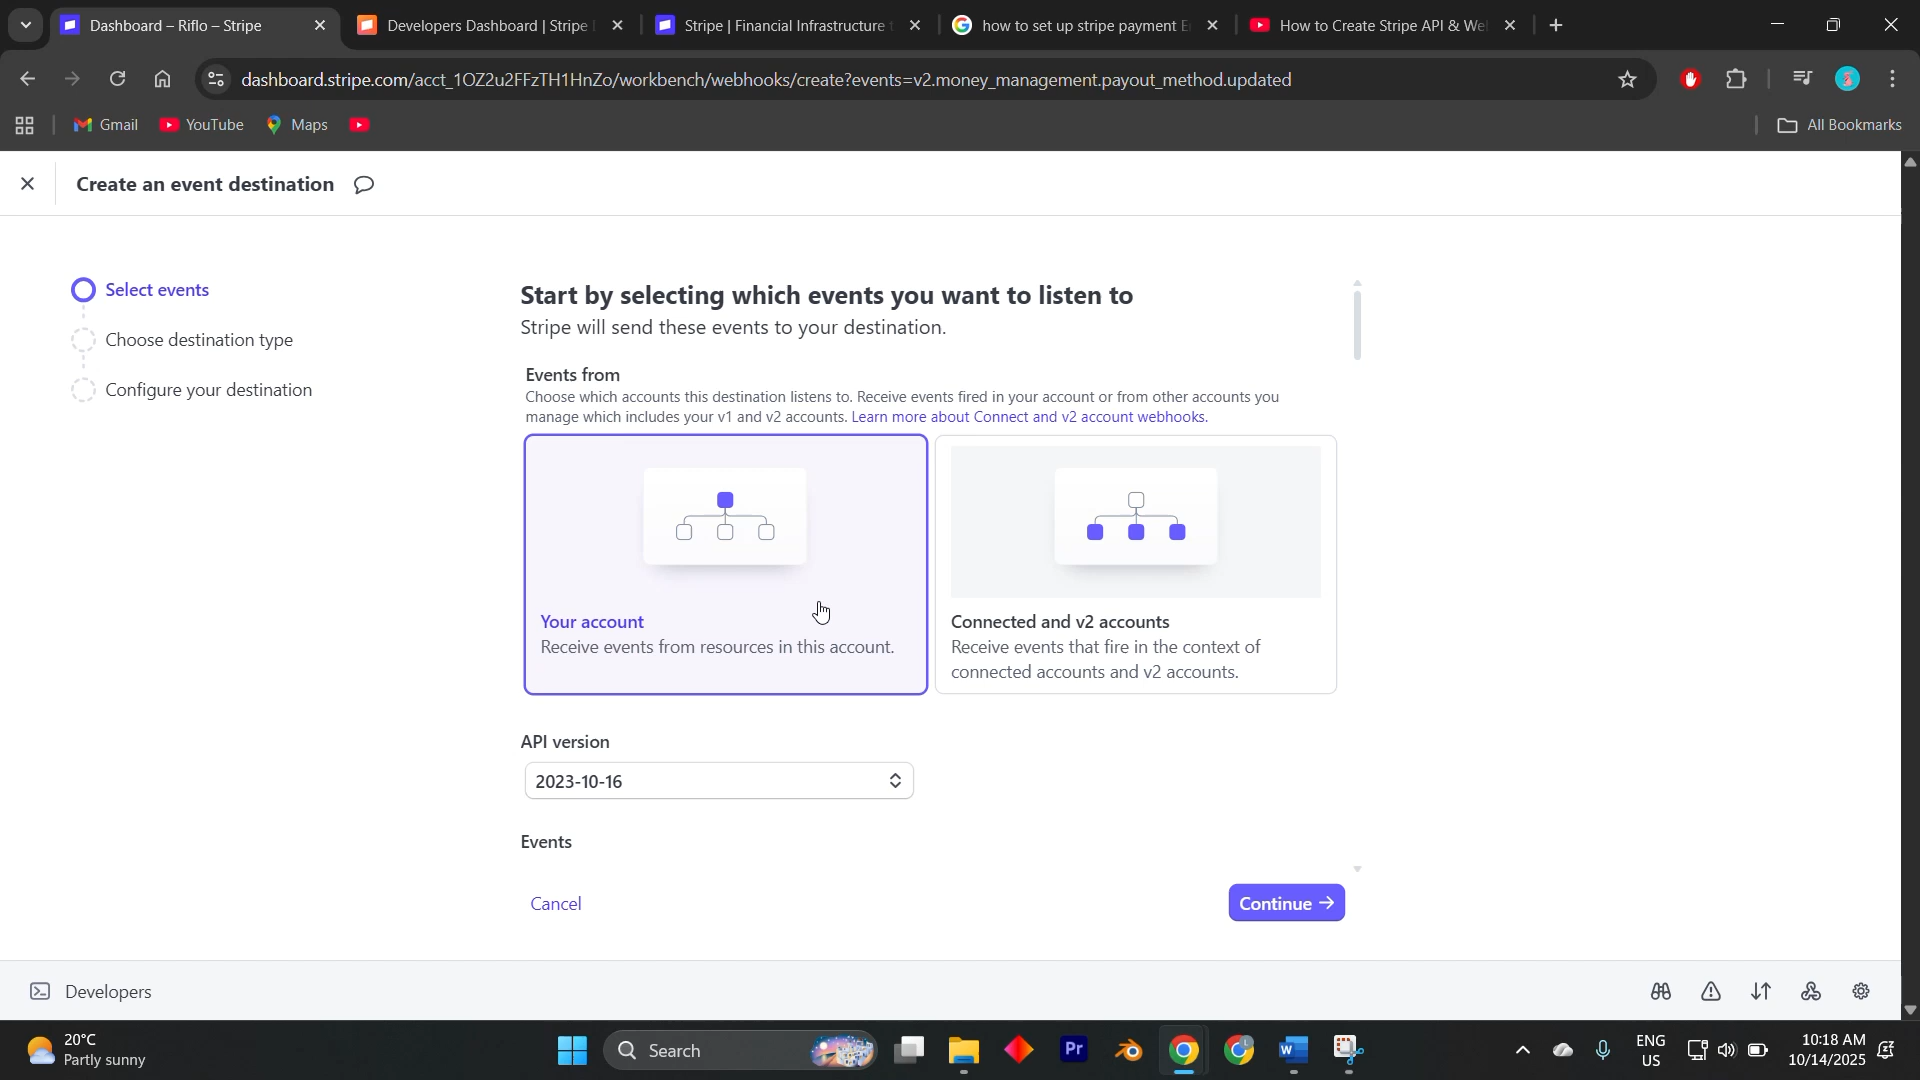 Dashboard – Riflo – Stripe
Developers Dashboard | Stripe
Stripe | Financial Infrastructure
how to set up stripe payment
How to Create Stripe API &
dashboard.stripe.com/acct_1OZ2u2FFzTH1HnZo/workbench/webhooks/create?events=v2.money_management.payout_method.updated
Gmail
YouTube
Maps
All Bookmarks
Create an event destination
Select events
Choose destination type
Configure your destination
Start by selecting which events you want to listen to
Stripe will send these events to your destination.
Events from
Choose which accounts this destination listens to. Receive events fired in your account or from other accounts you
manage which includes your v1 and v2 accounts. Learn more about Connect and v2 account webhooks.
Your account
Receive events from resources in this account.
Connected and v2 accounts
Receive events that fire in the context of
connected accounts and v2 accounts.
API version
2023-10-16
Events
Cancel
Continue →
Developers
20°C
Partly sunny
Search
Pr
L
W
ENG
US
10:18 AM
10/14/2025